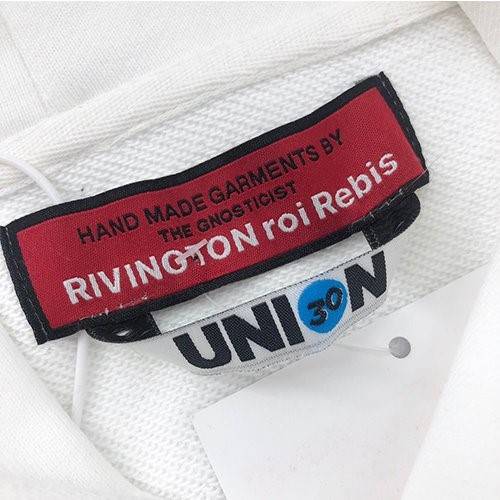 HAND MADE GARMENTS BY
THE GNOSTICIST
RIVINGTON roi Rebis
UNION
30